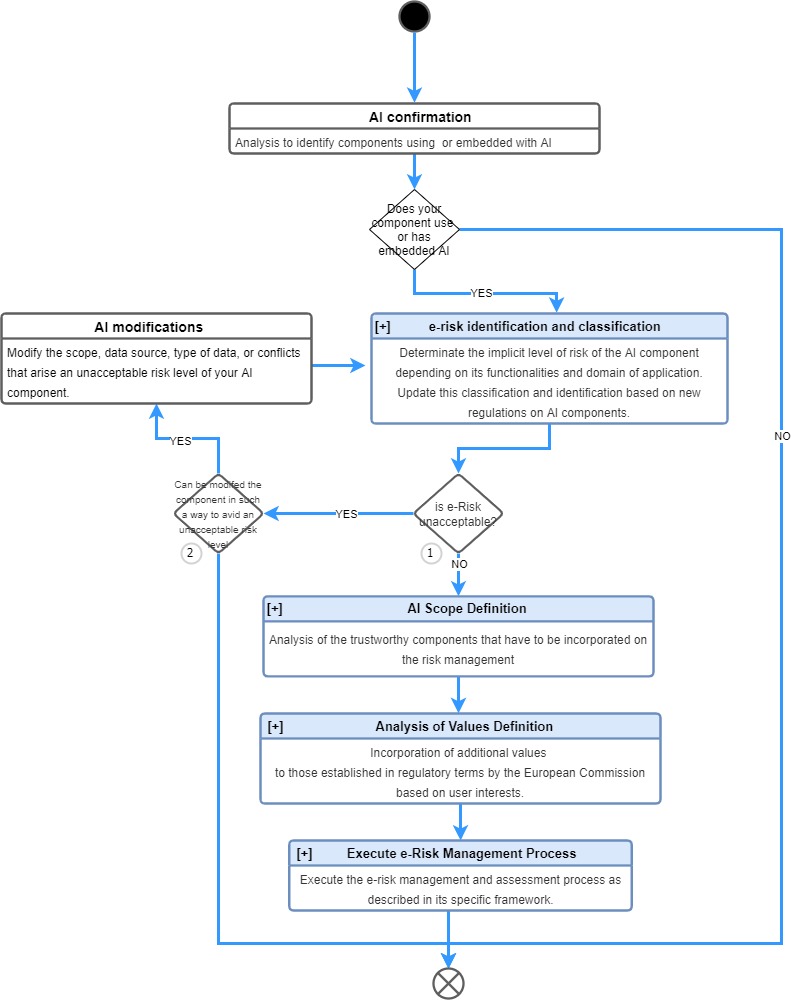 AI confirmation
Analysis to identify components using or embedded with AI
Does your
component use
or has
embedded AI
YES
NO
[+] e-risk identification and classification
Determinate the implicit level of risk of the AI component
depending on its functionalities and domain of application.
Update this classification and identification based on new
regulations on AI components.
AI modifications
Modify the scope, data source, type of data, or conflicts
that arise an unacceptable risk level of your AI
component.
YES
Can be modifed the
component in such
a way to avid an
unacceptable risk
level
2
YES
is e-Risk
unacceptable?
1
NO
[+] AI Scope Definition
Analysis of the trustworthy components that have to be incorporated on
the risk management
[+] Analysis of Values Definition
Incorporation of additional values
to those established in regulatory terms by the European Commission
based on user interests.
[+] Execute e-Risk Management Process
Execute the e-risk management and assessment process as
described in its specific framework.